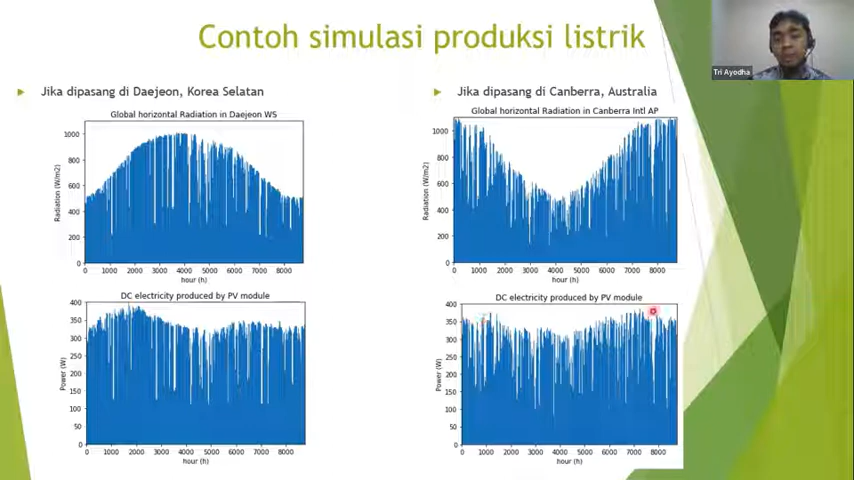 Contoh simulasi produksi listrik
Tri Ayodha
Jika dipasang di Daejeon, Korea Selatan
Global horizontal Radiation in Daejeon WS
Radiation (W/m2)
1000
800
600
400
200
0
0 1000 2000 3000 4000 5000 6000 7000 8000
hour (h)
DC electricity produced by PV module
Power (W)
400
350
300
250
200
150
100
50
0
0 1000 2000 3000 4000 5000 6000 7000 8000
hour (h)
Jika dipasang di Canberra, Australia
Global horizontal Radiation in Canberra Intl AP
Radiation (W/m2)
1000
800
600
400
200
0
0 1000 2000 3000 4000 5000 6000 7000 8000
hour (h)
DC electricity produced by PV module
Power (W)
400
350
300
250
200
150
100
50
0
0 1000 2000 3000 4000 5000 6000 7000 8000
hour (h)